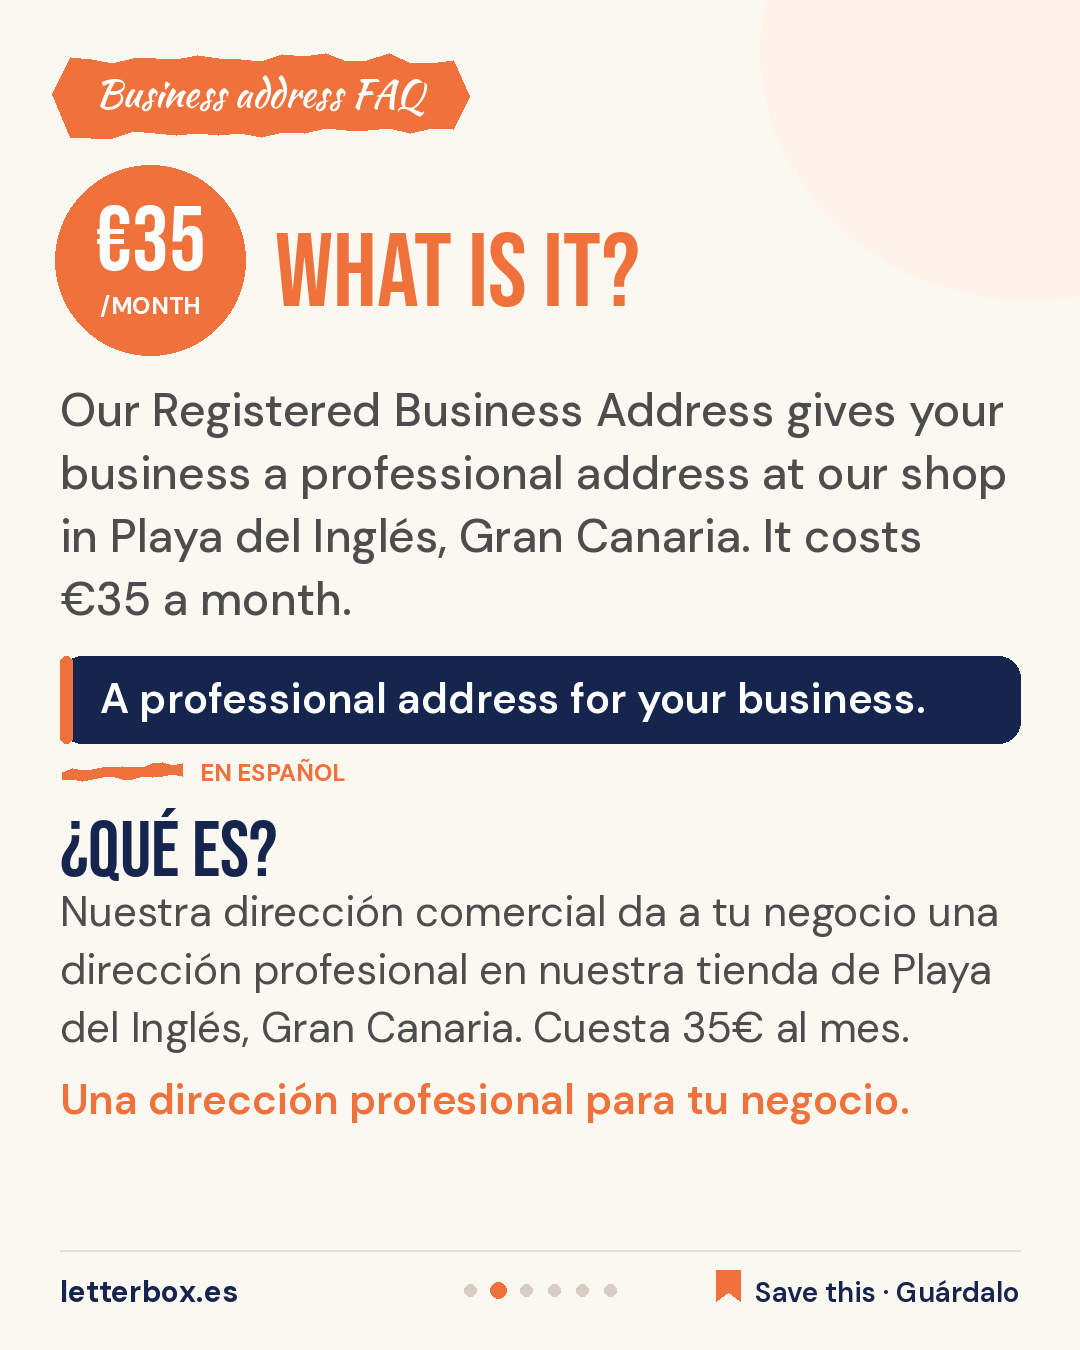 Business address FAQ
€35
/MONTH
WHAT IS IT?
Our Registered Business Address gives your
business a professional address at our shop
in Playa del Inglés, Gran Canaria. It costs
€35 a month.
A professional address for your business.
EN ESPAÑOL
¿QUÉ ES?
Nuestra dirección comercial da a tu negocio una
dirección profesional en nuestra tienda de Playa
del Inglés, Gran Canaria. Cuesta 35€ al mes.
Una dirección profesional para tu negocio.
letterbox.es
Save this · Guárdalo